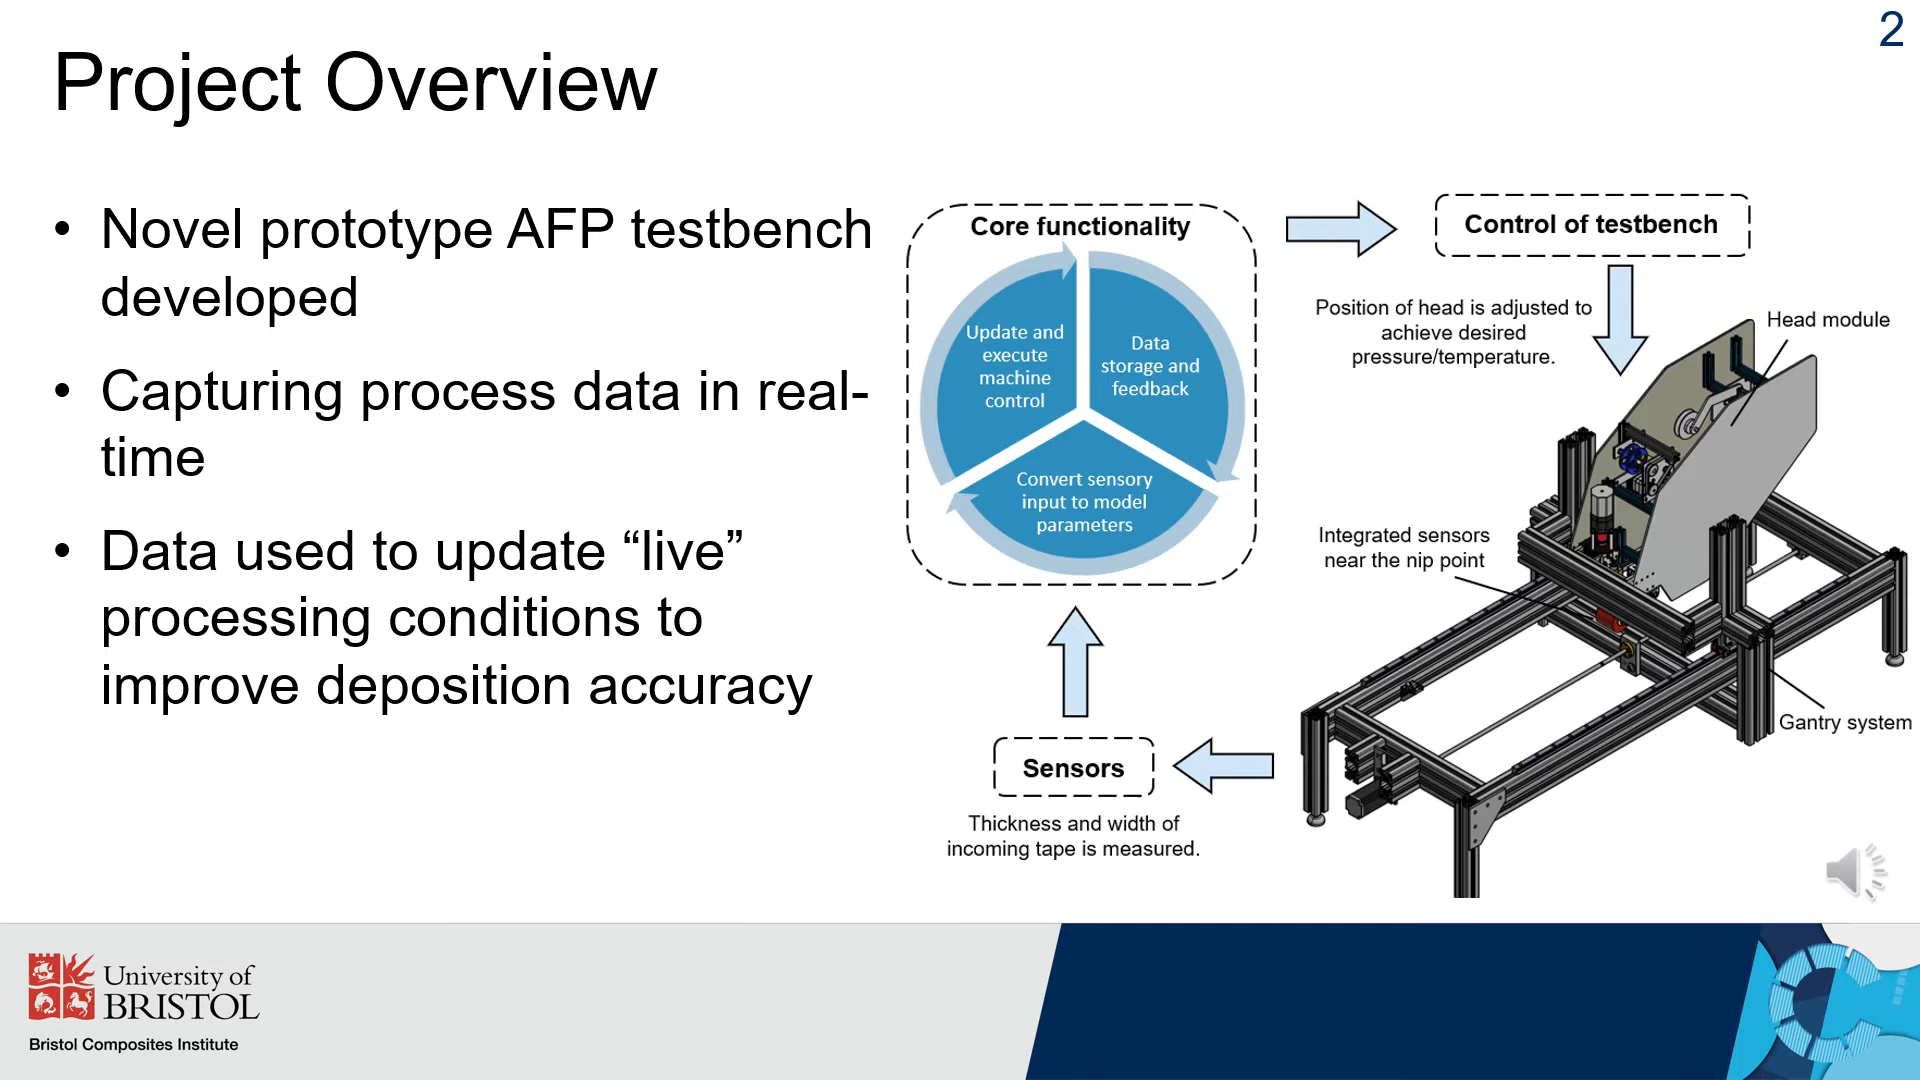 2
Project Overview
• Novel prototype AFP testbench
developed
• Capturing process data in real-
time
• Data used to update “live”
processing conditions to
improve deposition accuracy
Core functionality
Update and
execute
machine
control
Data
storage and
feedback
Convert sensory
input to model
parameters
Control of testbench
Position of head is adjusted to
achieve desired
pressure/temperature.
Head module
Integrated sensors
near the nip point
Gantry system
Sensors
Thickness and width of
incoming tape is measured.
University of
BRISTOL
Bristol Composites Institute